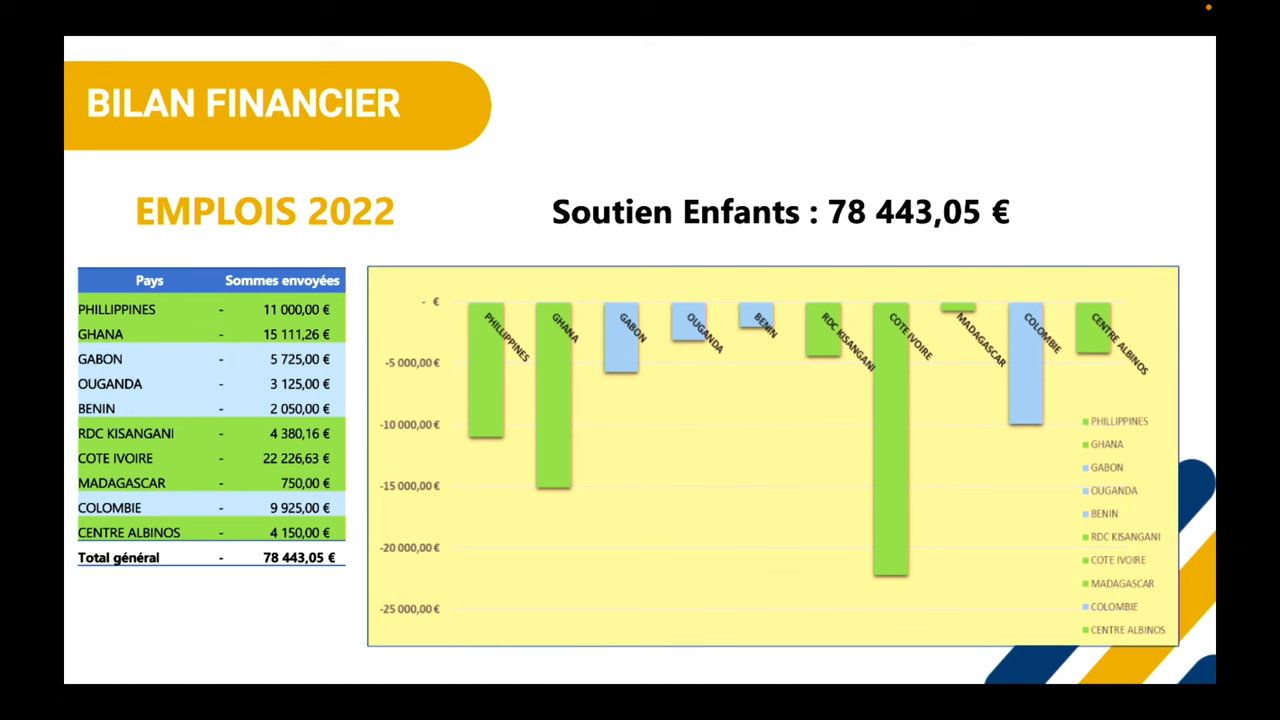 BILAN FINANCIER
EMPLOIS 2022
Soutien Enfants : 78 443,05 €
Pays Sommes envoyées
PHILLIPPINES - 11 000,00 €
GHANA - 15 111,26 €
GABON - 5 725,00 €
OUGANDA - 3 125,00 €
BENIN - 2 050,00 €
RDC KISANGANI - 4 380,16 €
COTE IVOIRE - 22 226,63 €
MADAGASCAR - 750,00 €
COLOMBIE - 9 925,00 €
CENTRE ALBINOS - 4 150,00 €
Total général - 78 443,05 €
- €
-5 000,00 €
-10 000,00 €
-15 000,00 €
-20 000,00 €
-25 000,00 €
PHILLIPPINES
GHANA
GABON
OUGANDA
BENIN
RDC KISANGANI
COTE IVOIRE
MADAGASCAR
COLOMBIE
CENTRE ALBINOS
PHILLIPPINES
GHANA
GABON
OUGANDA
BENIN
RDC KISANGANI
COTE IVOIRE
MADAGASCAR
COLOMBIE
CENTRE ALBINOS